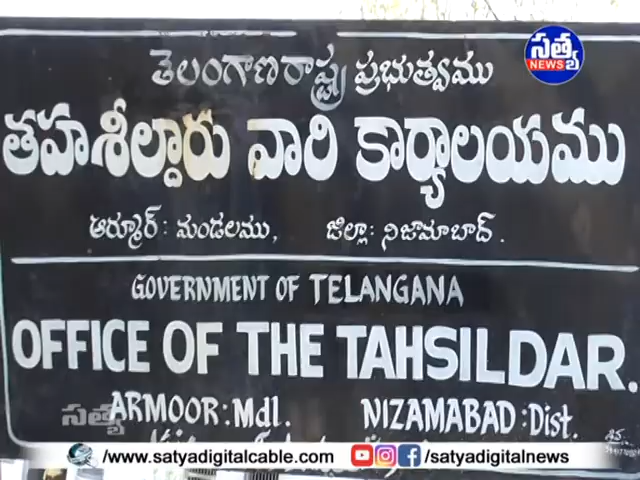 సత్య
NEWS
తెలంగాణ రాష్ట్ర ప్రభుత్వము
తహశీల్దారు వారి కార్యాలయము
ఆర్మూర్: మండలము, జిల్లా: నిజామాబాద్.
GOVERNMENT OF TELANGANA
OFFICE OF THE TAHSILDAR.
ARMOOR:Mdl. NIZAMABAD:Dist.
సత్య
/www.satyadigitalcable.com /satyadigitalnews